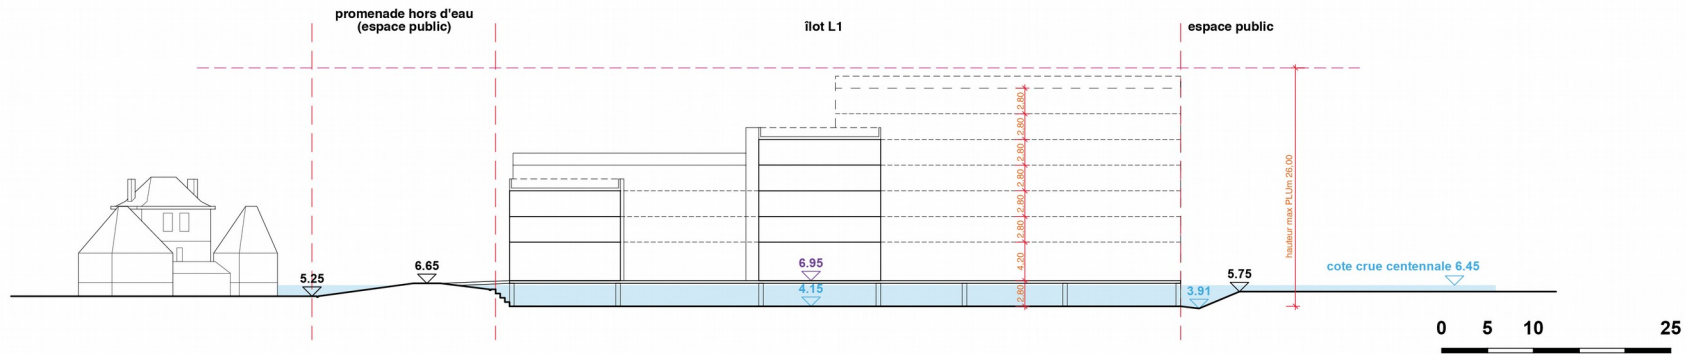 promenade hors d'eau
(espace public)
îlot L1
espace public
2.80
2.80
2.80
2.80
2.80
2.80
4.20
2.80
hauteur max PLUm 26.00
5.25
6.65
6.95
4.15
3.91
5.75
cote crue centennale 6.45
0 5 10 25